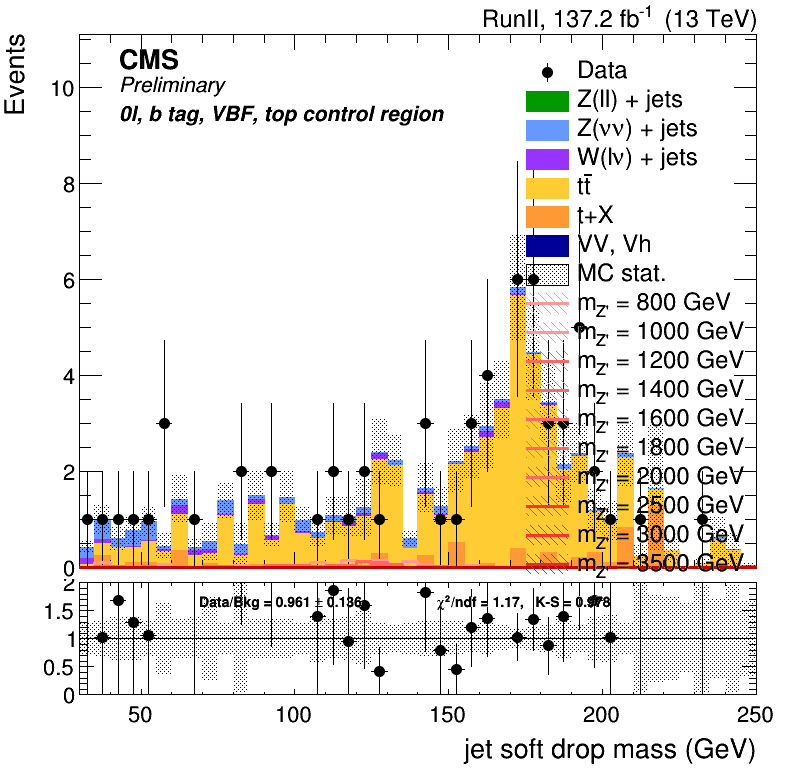 RunII, 137.2 fb⁻¹ (13 TeV)
Events
CMS
Preliminary
0l, b tag, VBF, top control region
Data
Z(ll) + jets
Z(νν) + jets
W(lν) + jets
tt̄
t+X
VV, Vh
MC stat.
m_Z' = 800 GeV
m_Z' = 1000 GeV
m_Z' = 1200 GeV
m_Z' = 1400 GeV
m_Z' = 1600 GeV
m_Z' = 1800 GeV
m_Z' = 2000 GeV
m_Z' = 2500 GeV
m_Z' = 3000 GeV
m_Z' = 3500 GeV
10
8
6
4
2
0
Data/Bkg = 0.961 ± 0.136
χ²/ndf = 1.17, K-S = 0.978
2
1.5
1
0.5
0
50 100 150 200 250
jet soft drop mass (GeV)